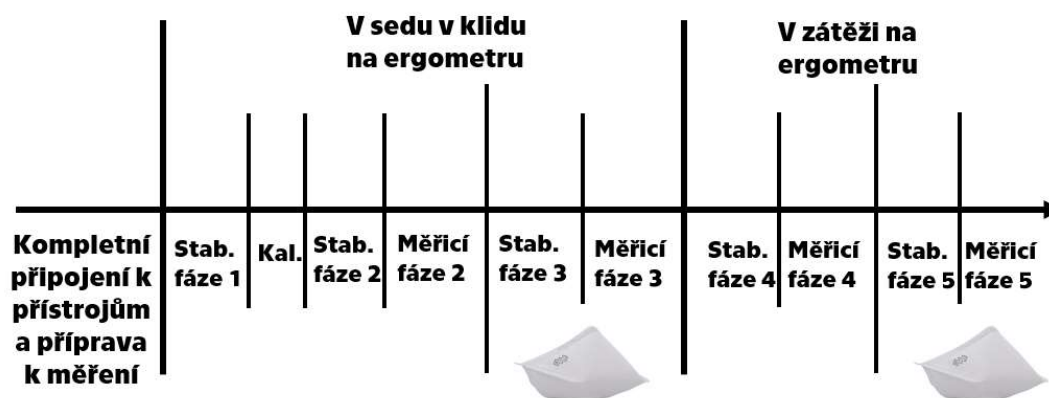 V sedu v klidu
na ergometru
V zátěži na
ergometru
Kompletní
připojení k
přístrojům
a příprava
k měření
Stab.
fáze 1
Kal.
Stab.
fáze 2
Měřicí
fáze 2
Stab.
fáze 3
Měřicí
fáze 3
Stab.
fáze 4
Měřicí
fáze 4
Stab.
fáze 5
Měřicí
fáze 5